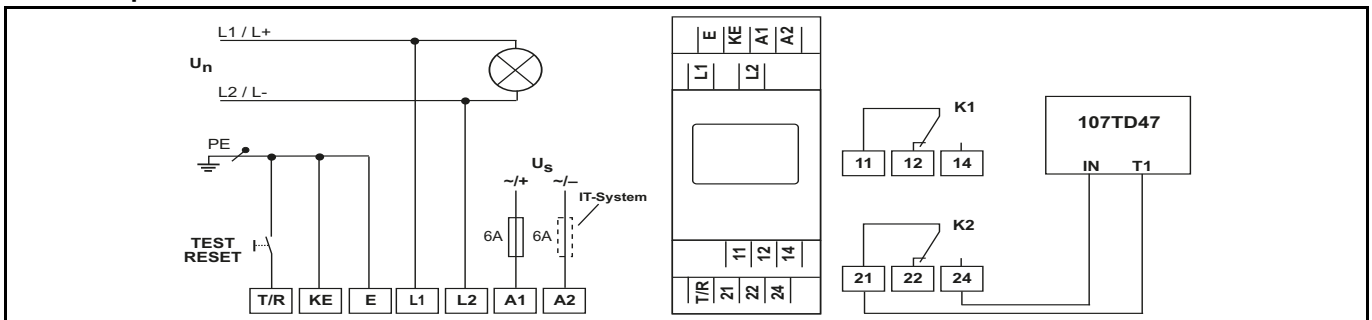 L1 / L+
Un
L2 / L-
PE
TEST
RESET
Us
~/+ ~/–
IT-System
6A 6A
T/R KE E L1 L2 A1 A2
E KE A1 A2
L1 L2
11 12 14
T/R 21 22 24
K1
11 12 14
K2
21 22 24
107TD47
IN T1